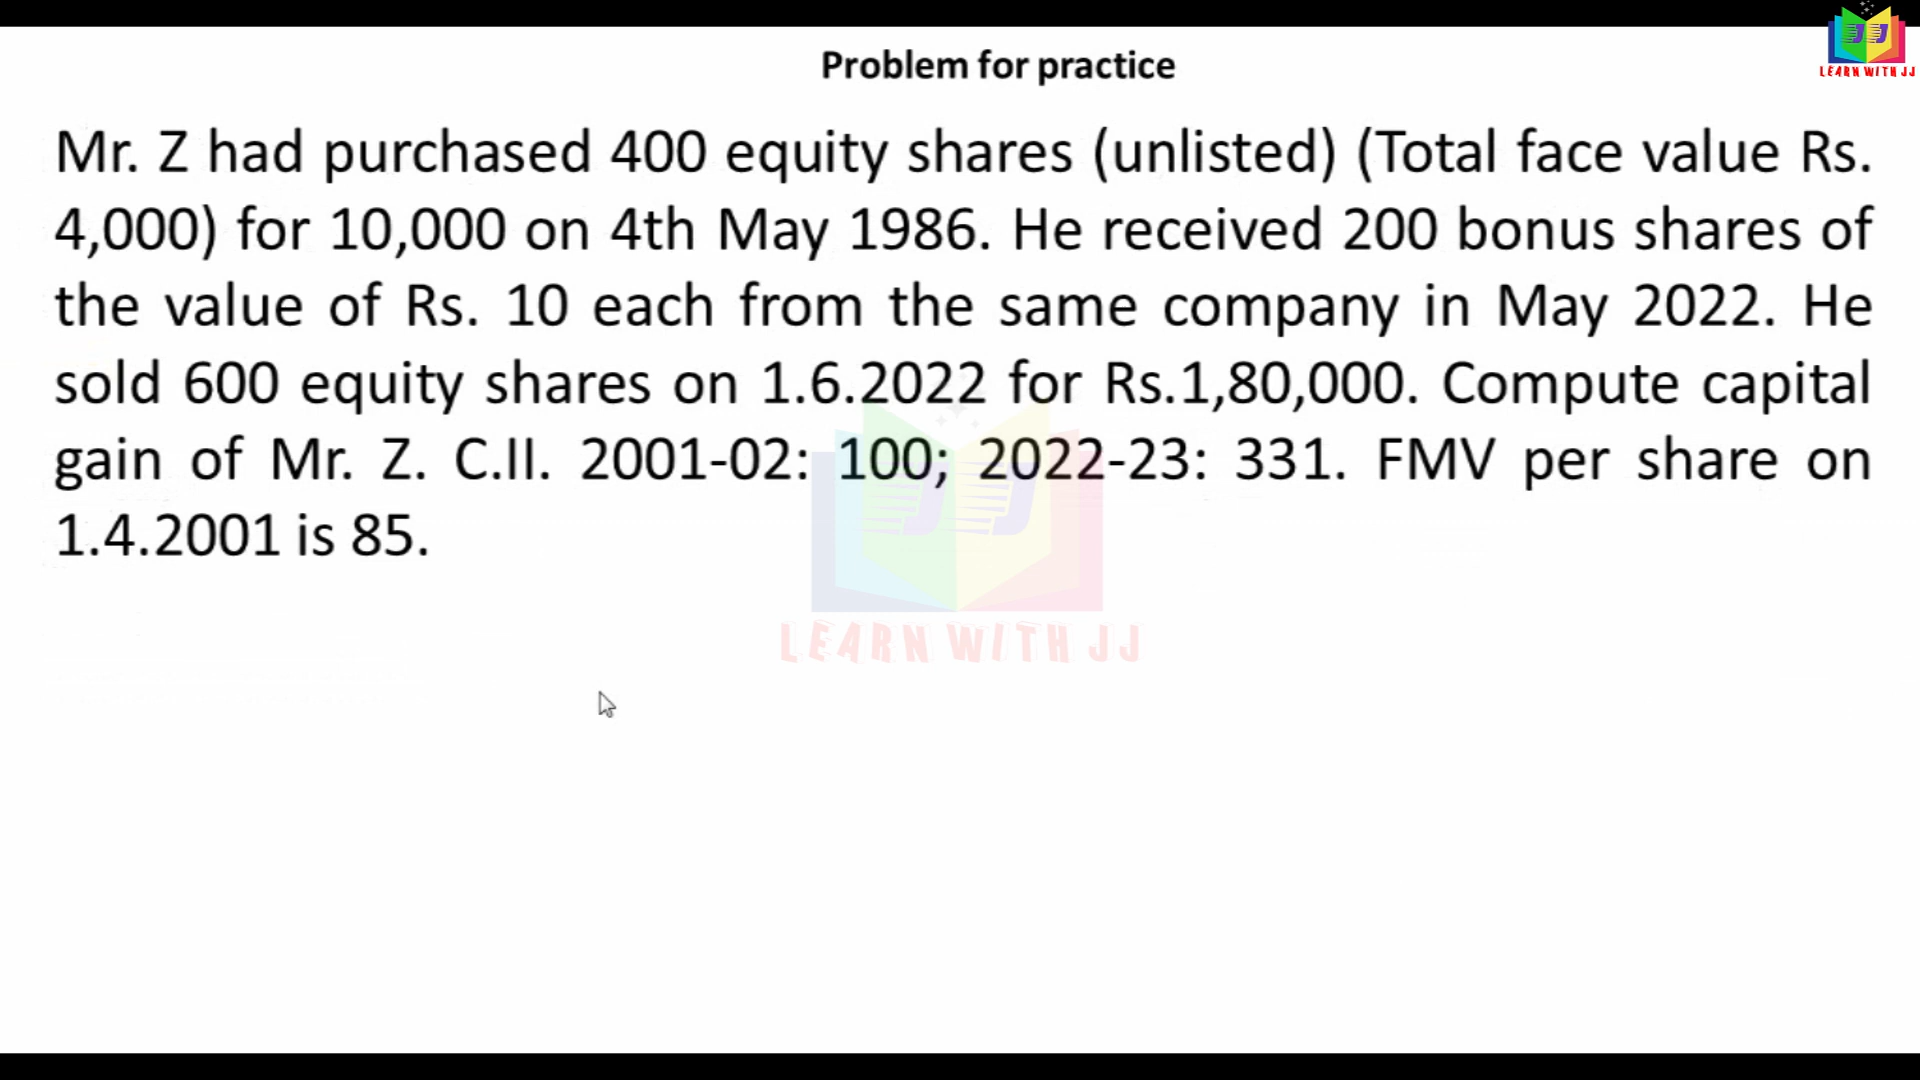 LEARN WITH JJ
Problem for practice
Mr. Z had purchased 400 equity shares (unlisted) (Total face value Rs.
4,000) for 10,000 on 4th May 1986. He received 200 bonus shares of
the value of Rs. 10 each from the same company in May 2022. He
sold 600 equity shares on 1.6.2022 for Rs.1,80,000. Compute capital
gain of Mr. Z. C.II. 2001-02: 100; 2022-23: 331. FMV per share on
1.4.2001 is 85.
JJ
LEARN WITH JJ